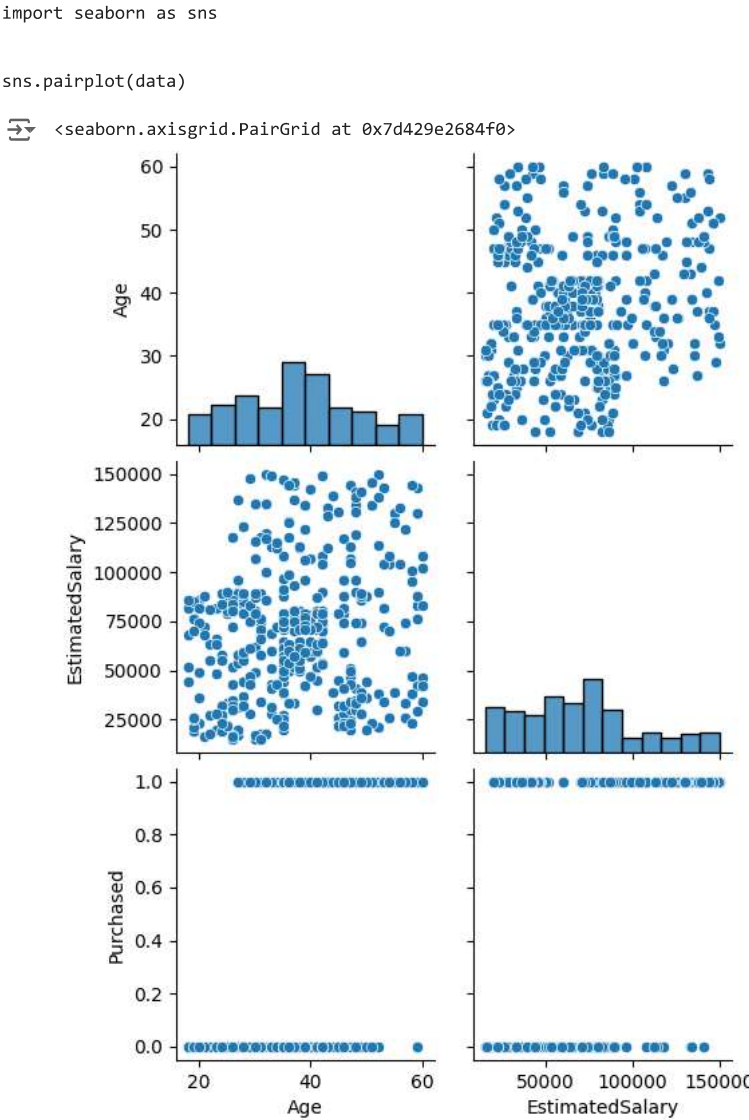 import seaborn as sns
sns.pairplot(data)
<seaborn.axisgrid.PairGrid at 0x7d429e2684f0>
60
50
40
30
20
Age
150000
125000
100000
75000
50000
25000
EstimatedSalary
1.0
0.8
0.6
0.4
0.2
0.0
Purchased
20 40 60
Age
50000 100000 150000
EstimatedSalary